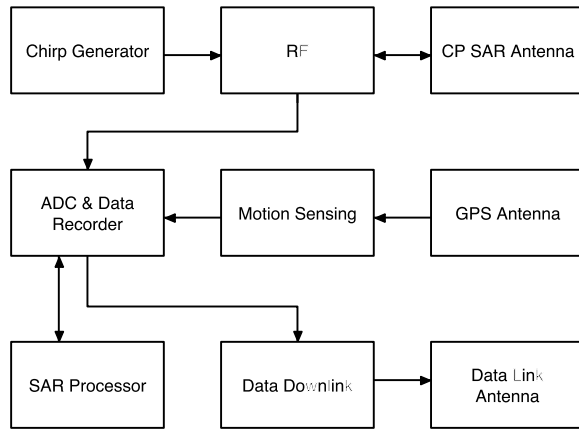 Chirp Generator
RF
CP SAR Antenna
ADC & Data
Recorder
Motion Sensing
GPS Antenna
SAR Processor
Data Downlink
Data Link
Antenna